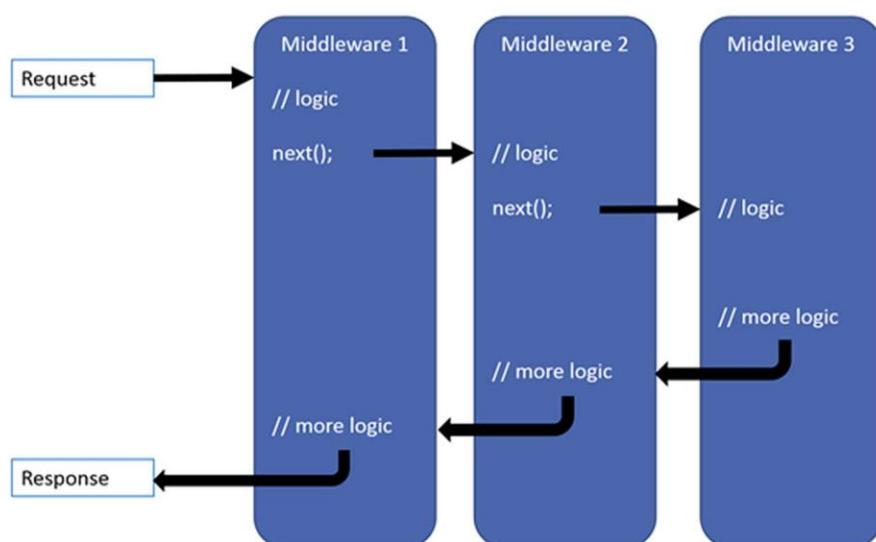 Middleware 1
Middleware 2
Middleware 3
Request
// logic
next();
// logic
next();
// logic
// more logic
// more logic
// more logic
Response